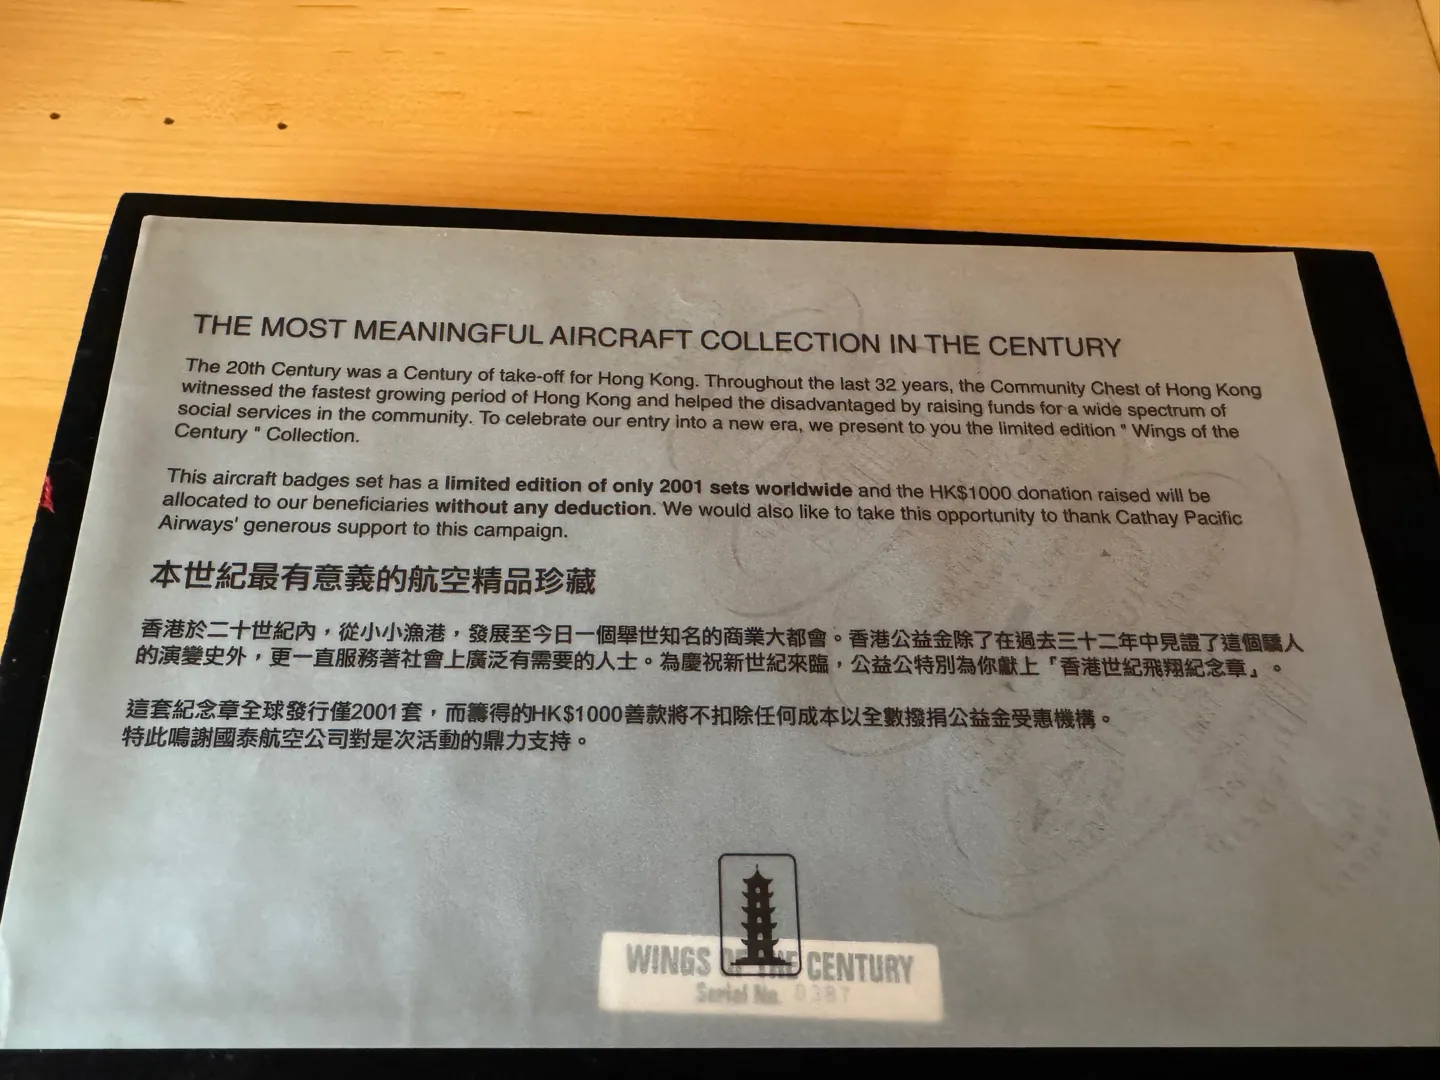 THE MOST MEANINGFUL AIRCRAFT COLLECTION IN THE CENTURY
The 20th Century was a Century of take-off for Hong Kong. Throughout the last 32 years, the Community Chest of Hong Kong
witnessed the fastest growing period of Hong Kong and helped the disadvantaged by raising funds for a wide spectrum of
social services in the community. To celebrate our entry into a new era, we present to you the limited edition " Wings of the
Century " Collection.
This aircraft badges set has a limited edition of only 2001 sets worldwide and the HK$1000 donation raised will be
allocated to our beneficiaries without any deduction. We would also like to take this opportunity to thank Cathay Pacific
Airways' generous support to this campaign.
本世紀最有意義的航空精品珍藏
香港於二十世紀內，從小小漁港，發展至今日一個舉世知名的商業大都會。香港公益金除了在過去三十二年中見證了這個驕人
的演變史外，更一直服務著社會上廣泛有需要的人士。為慶祝新世紀來臨，公益公特別為你獻上「香港世紀飛翔紀念章」。
這套紀念章全球發行僅2001套，而籌得的HK$1000善款將不扣除任何成本以全數撥捐公益金受惠機構。
特此鳴謝國泰航空公司對是次活動的鼎力支持。
WINGS OF THE CENTURY
Serial No. 0387